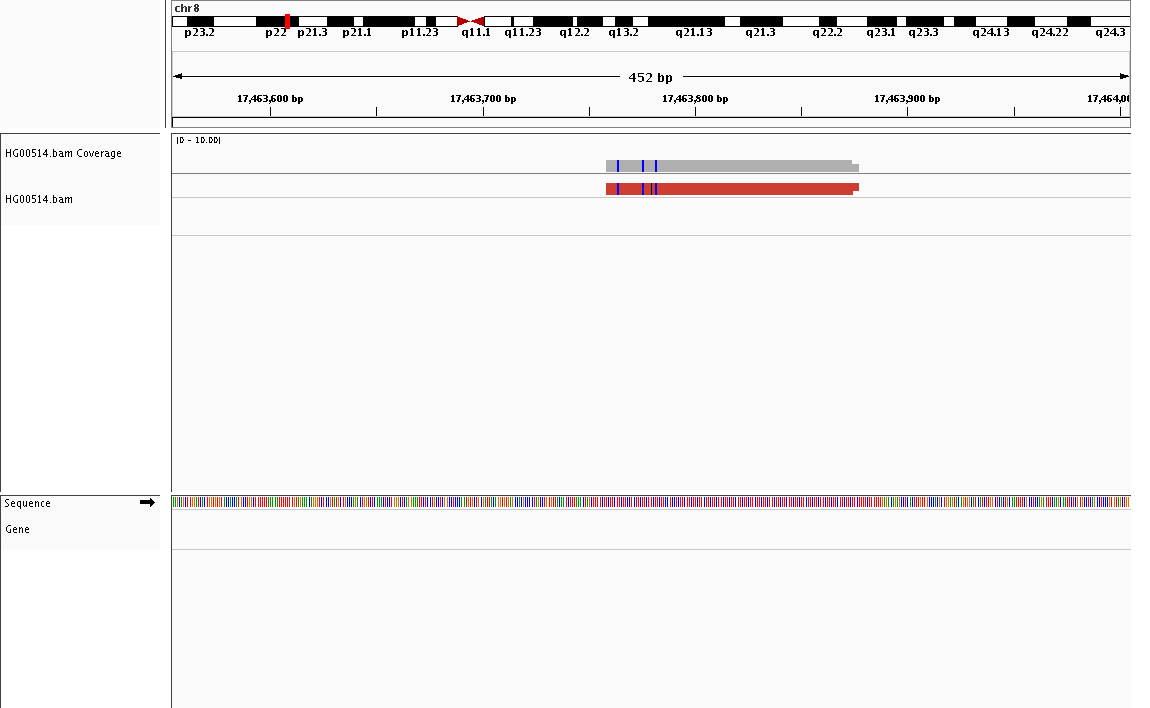 chr8
p23.2 p22 p21.3 p21.1 p11.23 q11.1 q11.23 q12.2 q13.2 q21.13 q21.3 q22.2 q23.1 q23.3 q24.13 q24.22 q24.3
452 bp
17,463,600 bp 17,463,700 bp 17,463,800 bp 17,463,900 bp 17,464,00
[0 - 10.00]
HG00514.bam Coverage
HG00514.bam
Sequence
Gene